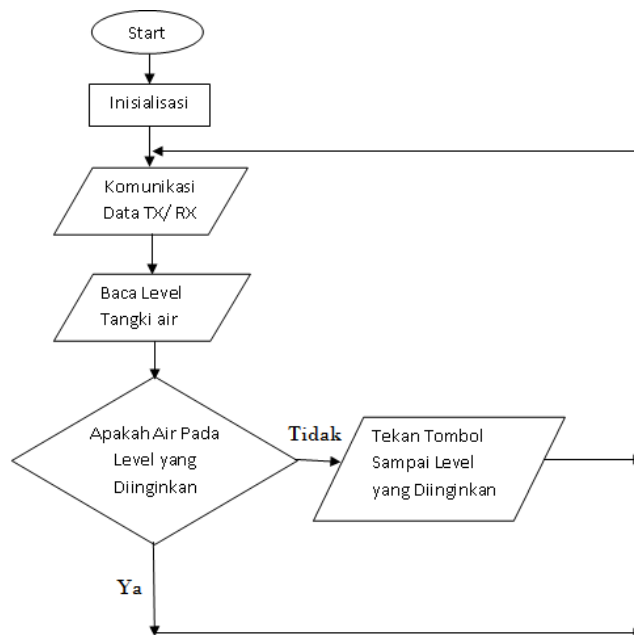 Start
Inisialisasi
Komunikasi
Data TX/ RX
Baca Level
Tangki air
Apakah Air Pada
Level yang
Diinginkan
Tidak
Tekan Tombol
Sampai Level
yang Diinginkan
Ya